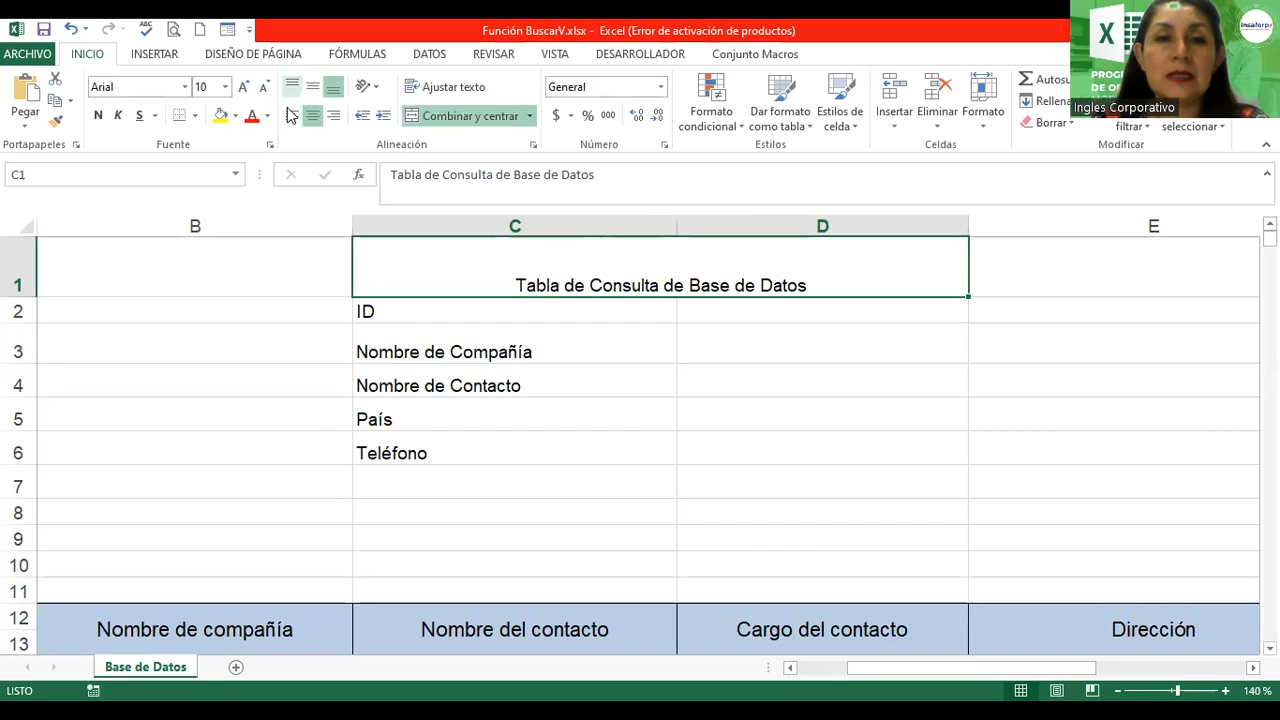 Función BuscarV.xlsx - Excel (Error de activación de productos)
ARCHIVO INICIO INSERTAR DISEÑO DE PÁGINA FÓRMULAS DATOS REVISAR VISTA DESARROLLADOR Conjunto Macros
Insaforp
Ingles Corporativo
Pegar
Arial 10
N K S
Ajustar texto
Combinar y centrar
General
$ % 000
Formato condicional
Dar formato como tabla
Estilos de celda
Insertar Eliminar Formato
Autosu
Rellena
Borrar
filtrar seleccionar
Portapapeles Fuente Alineación Número Estilos Celdas Modificar
C1
fx
Tabla de Consulta de Base de Datos
B C D E
1 Tabla de Consulta de Base de Datos
2 ID
3 Nombre de Compañía
4 Nombre de Contacto
5 País
6 Teléfono
7
8
9
10
11
12 Nombre de compañía Nombre del contacto Cargo del contacto Dirección
13
Base de Datos
LISTO
140 %